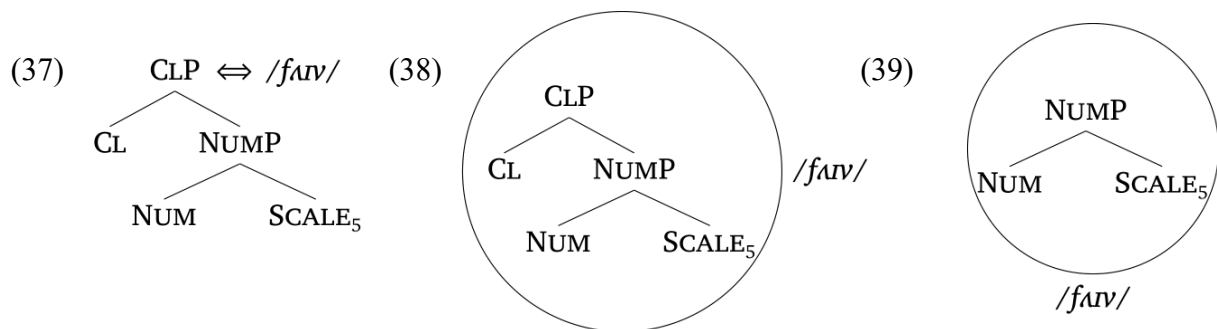 (37) CLP ⇔ /fʌɪv/
CL NUMP
NUM SCALE₅
(38)
CLP
CL NUMP
NUM SCALE₅
/fʌɪv/
(39)
NUMP
NUM SCALE₅
/fʌɪv/